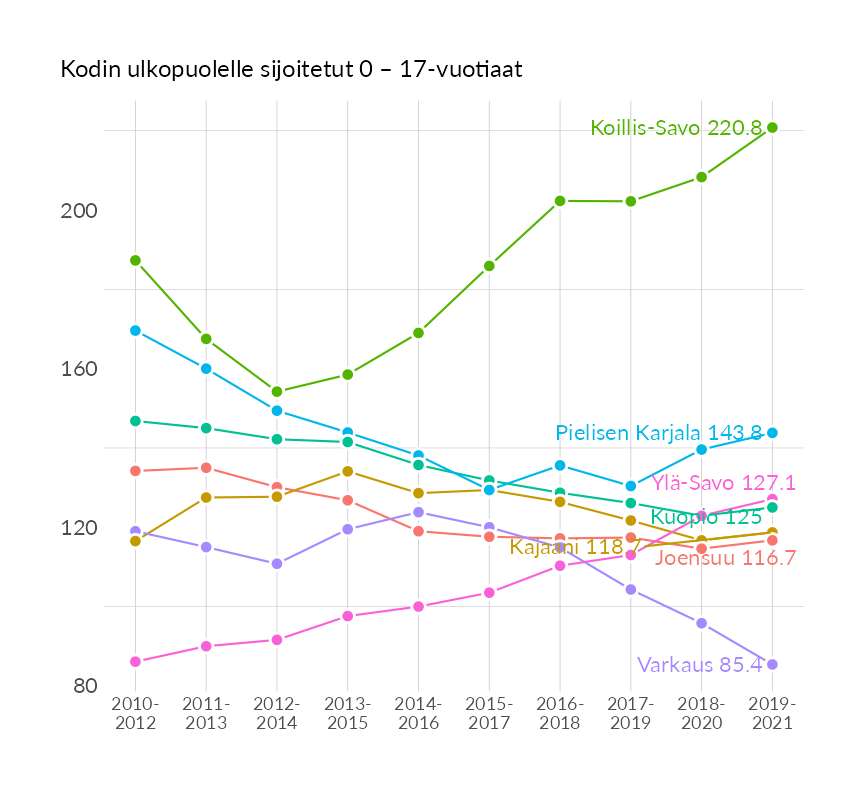 Kodin ulkopuolelle sijoitetut 0 – 17-vuotiaat
Koillis-Savo 220.8
200
160
Pielisen Karjala 143.8
Ylä-Savo 127.1
Kuopio 125
120
Kajaani 118.7
Joensuu 116.7
Varkaus 85.4
80
2010- 2011- 2012- 2013- 2014- 2015- 2016- 2017- 2018- 2019-
2012 2013 2014 2015 2016 2017 2018 2019 2020 2021